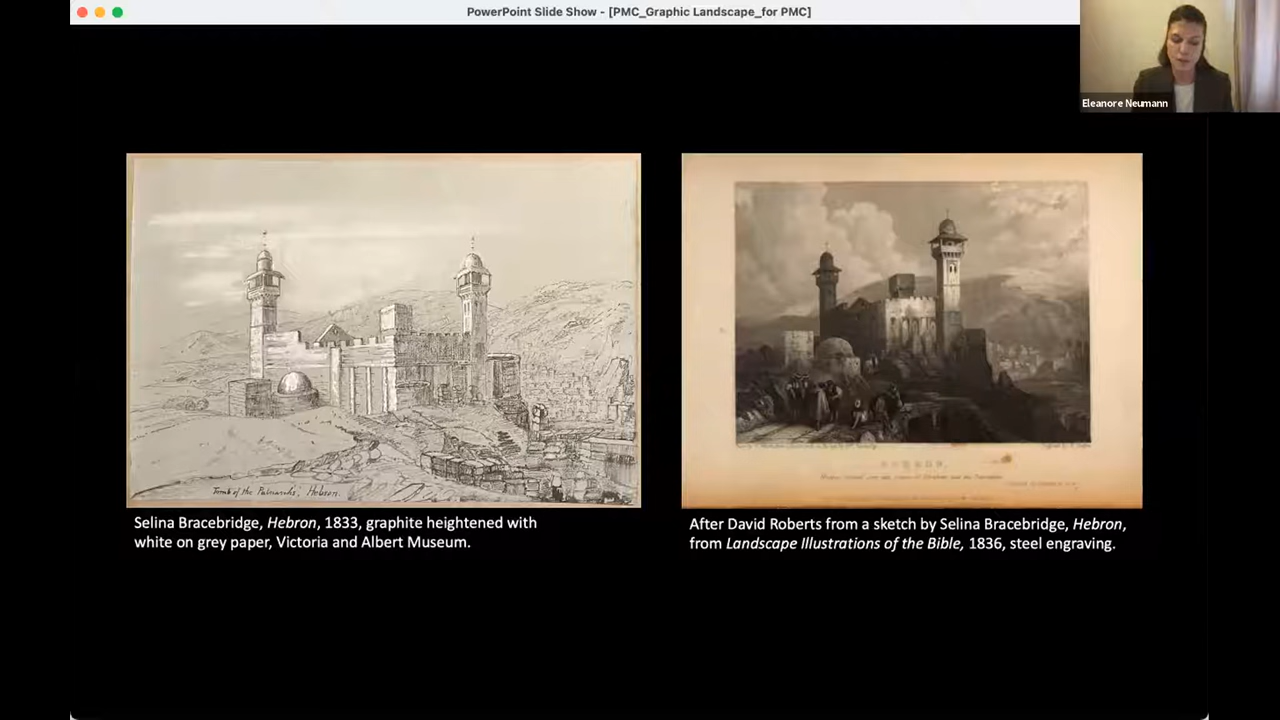 PowerPoint Slide Show - [PMC_Graphic Landscape_for PMC]
Eleanore Neumann
Tomb of the Patriarchs, Hebron.
HEBRON.
Selina Bracebridge, Hebron, 1833, graphite heightened with
white on grey paper, Victoria and Albert Museum.
After David Roberts from a sketch by Selina Bracebridge, Hebron,
from Landscape Illustrations of the Bible, 1836, steel engraving.